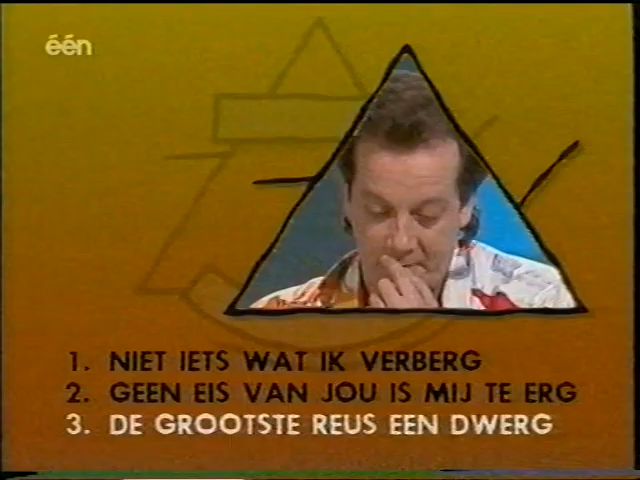 één
1. NIET IETS WAT IK VERBERG
2. GEEN EIS VAN JOU IS MIJ TE ERG
3. DE GROOTSTE REUS EEN DWERG